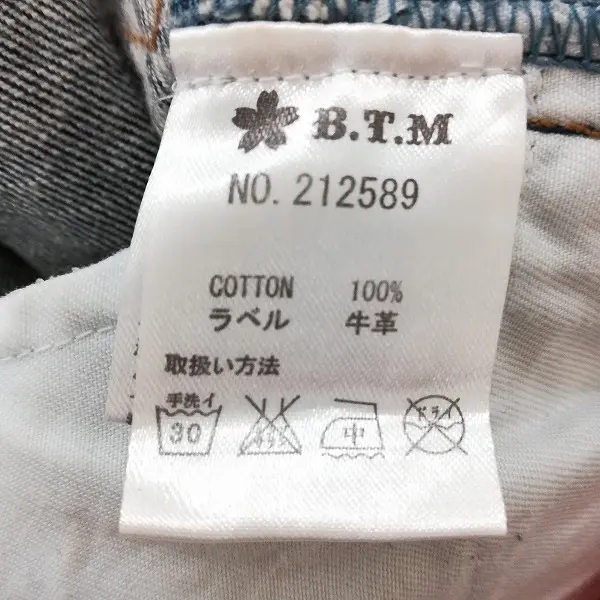 B.T.M
NO. 212589
COTTON 100%
ラベル 牛革
取扱い方法
手洗イ
30
中
ドライ